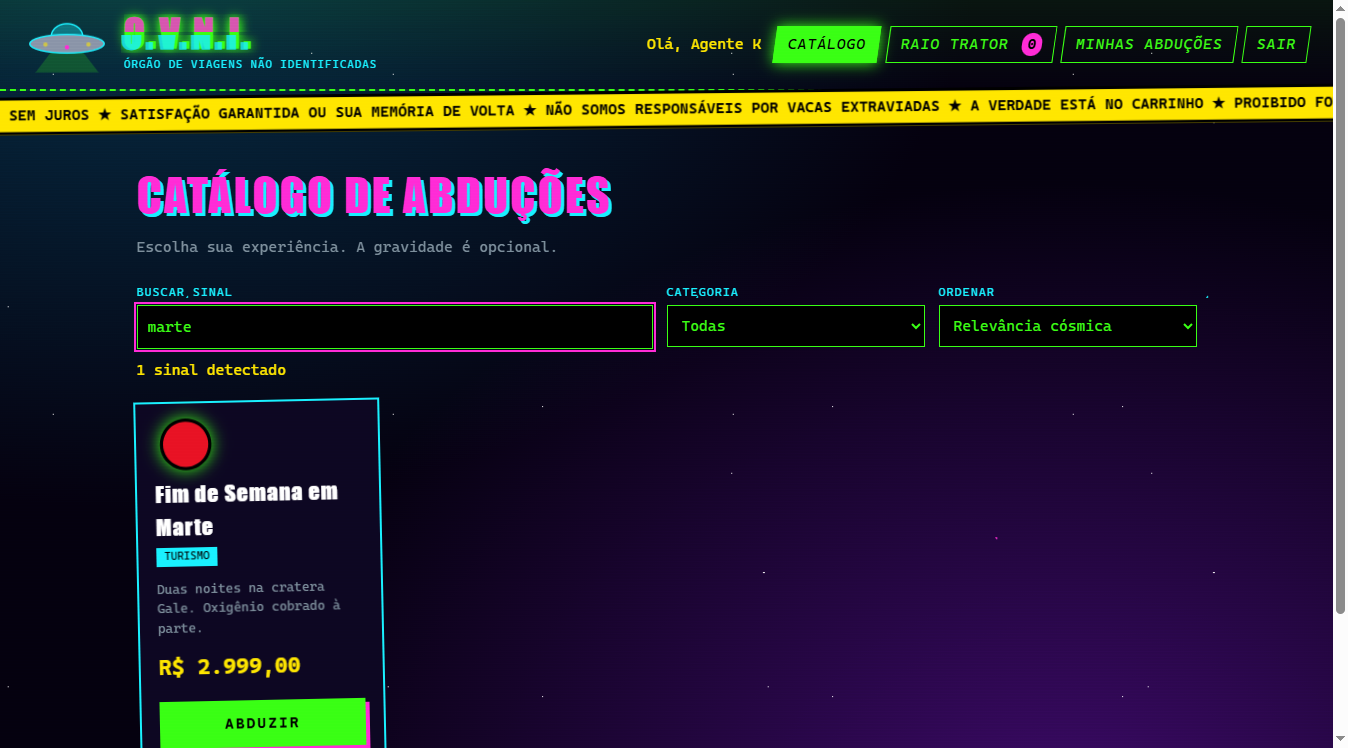 O.V.N.I.
ÓRGÃO DE VIAGENS NÃO IDENTIFICADAS
Olá, Agente K
CATÁLOGO
RAIO TRATOR 0
MINHAS ABDUÇÕES
SAIR
SEM JUROS ★ SATISFAÇÃO GARANTIDA OU SUA MEMÓRIA DE VOLTA ★ NÃO SOMOS RESPONSÁVEIS POR VACAS EXTRAVIADAS ★ A VERDADE ESTÁ NO CARRINHO ★ PROIBIDO FO
CATÁLOGO DE ABDUÇÕES
Escolha sua experiência. A gravidade é opcional.
BUSCAR SINAL
CATEGORIA
ORDENAR
marte
Todas
Relevância cósmica
1 sinal detectado
Fim de Semana em
Marte
TURISMO
Duas noites na cratera
Gale. Oxigênio cobrado à
parte.
R$ 2.999,00
ABDUZIR